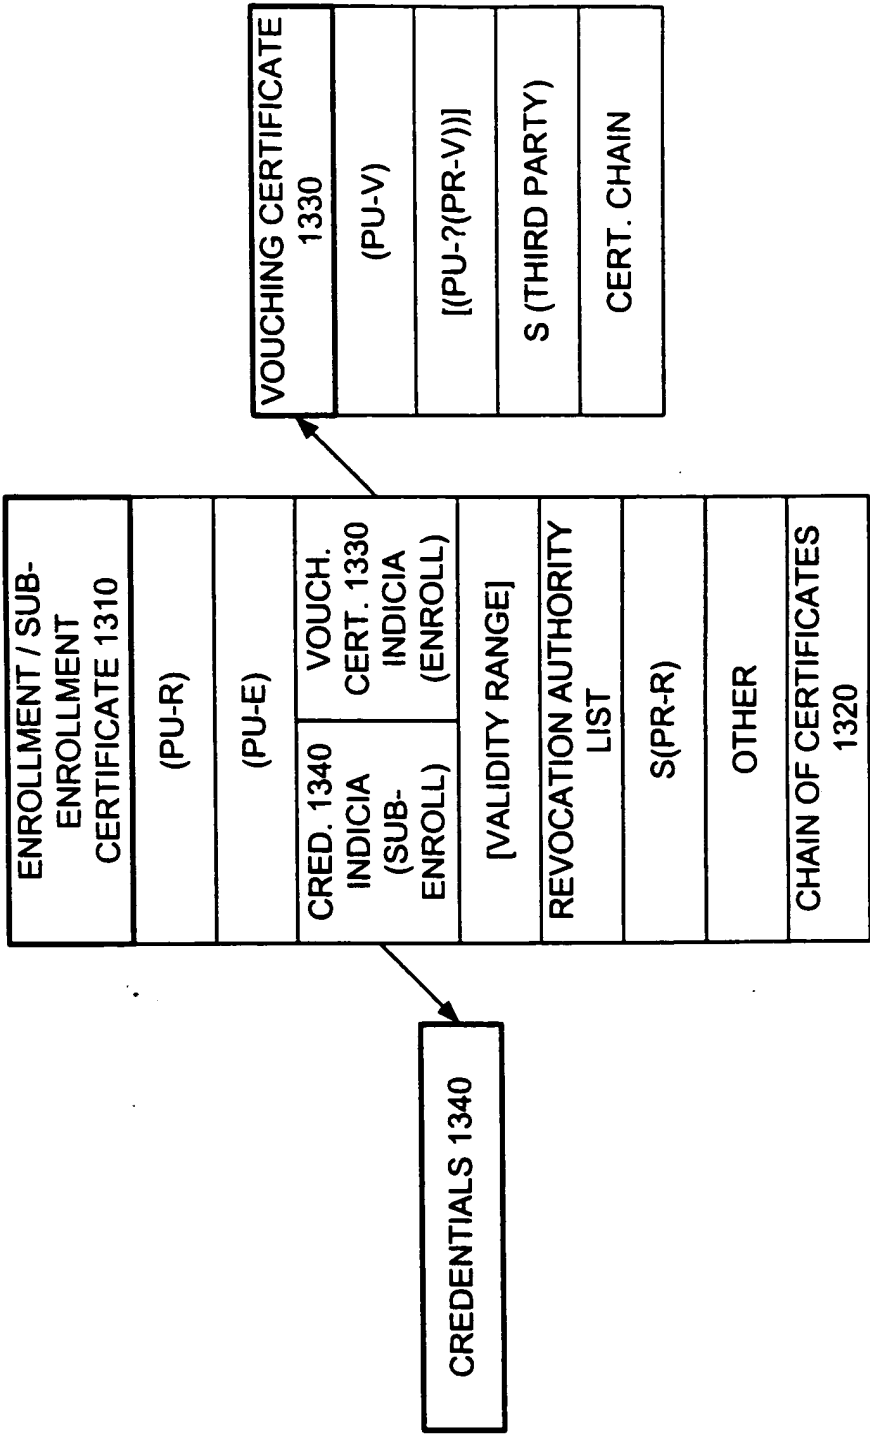 ENROLLMENT / SUB-
ENROLLMENT
CERTIFICATE 1310
(PU-R)
(PU-E)
CRED. 1340
INDICIA
(SUB-
ENROLL)
VOUCH.
CERT. 1330
INDICIA
(ENROLL)
[VALIDITY RANGE]
REVOCATION AUTHORITY
LIST
S(PR-R)
OTHER
CHAIN OF CERTIFICATES
1320
CREDENTIALS 1340
VOUCHING CERTIFICATE
1330
(PU-V)
[(PU-?(PR-V))]
S (THIRD PARTY)
CERT. CHAIN